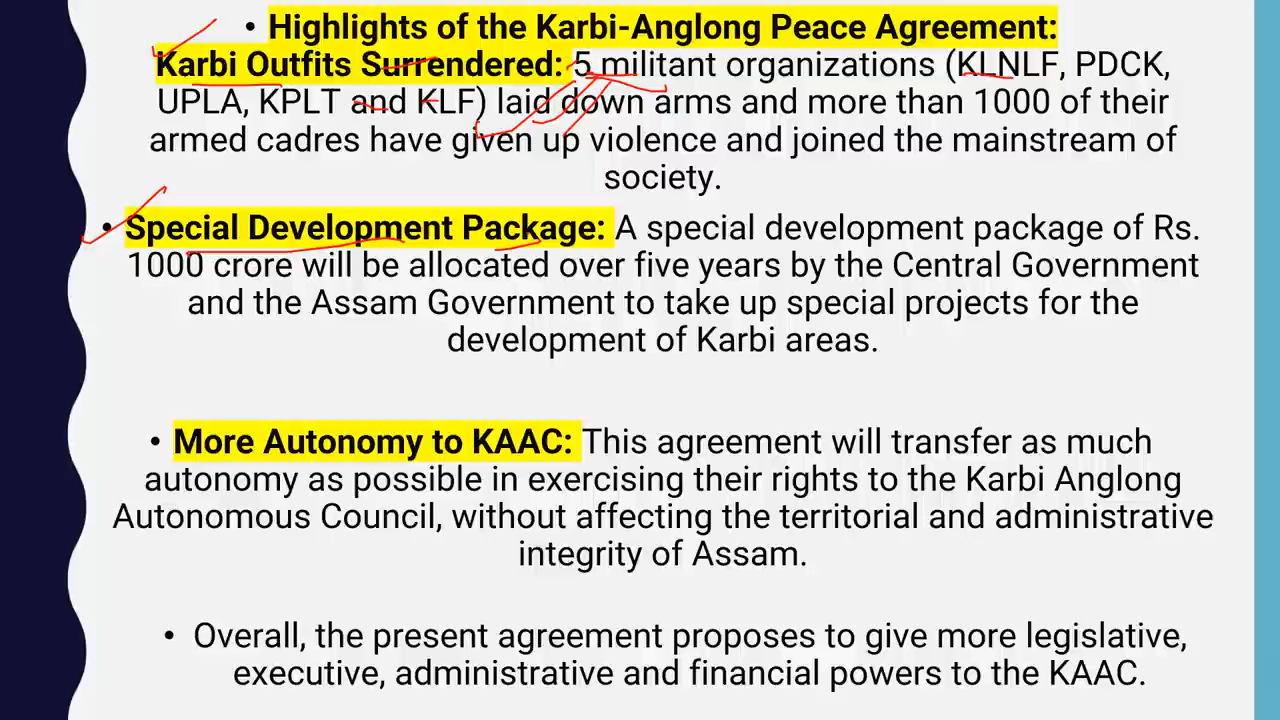 • Highlights of the Karbi-Anglong Peace Agreement:
Karbi Outfits Surrendered: 5 militant organizations (KLNLF, PDCK,
UPLA, KPLT and KLF) laid down arms and more than 1000 of their
armed cadres have given up violence and joined the mainstream of
society.
• Special Development Package: A special development package of Rs.
1000 crore will be allocated over five years by the Central Government
and the Assam Government to take up special projects for the
development of Karbi areas.
• More Autonomy to KAAC: This agreement will transfer as much
autonomy as possible in exercising their rights to the Karbi Anglong
Autonomous Council, without affecting the territorial and administrative
integrity of Assam.
• Overall, the present agreement proposes to give more legislative,
executive, administrative and financial powers to the KAAC.